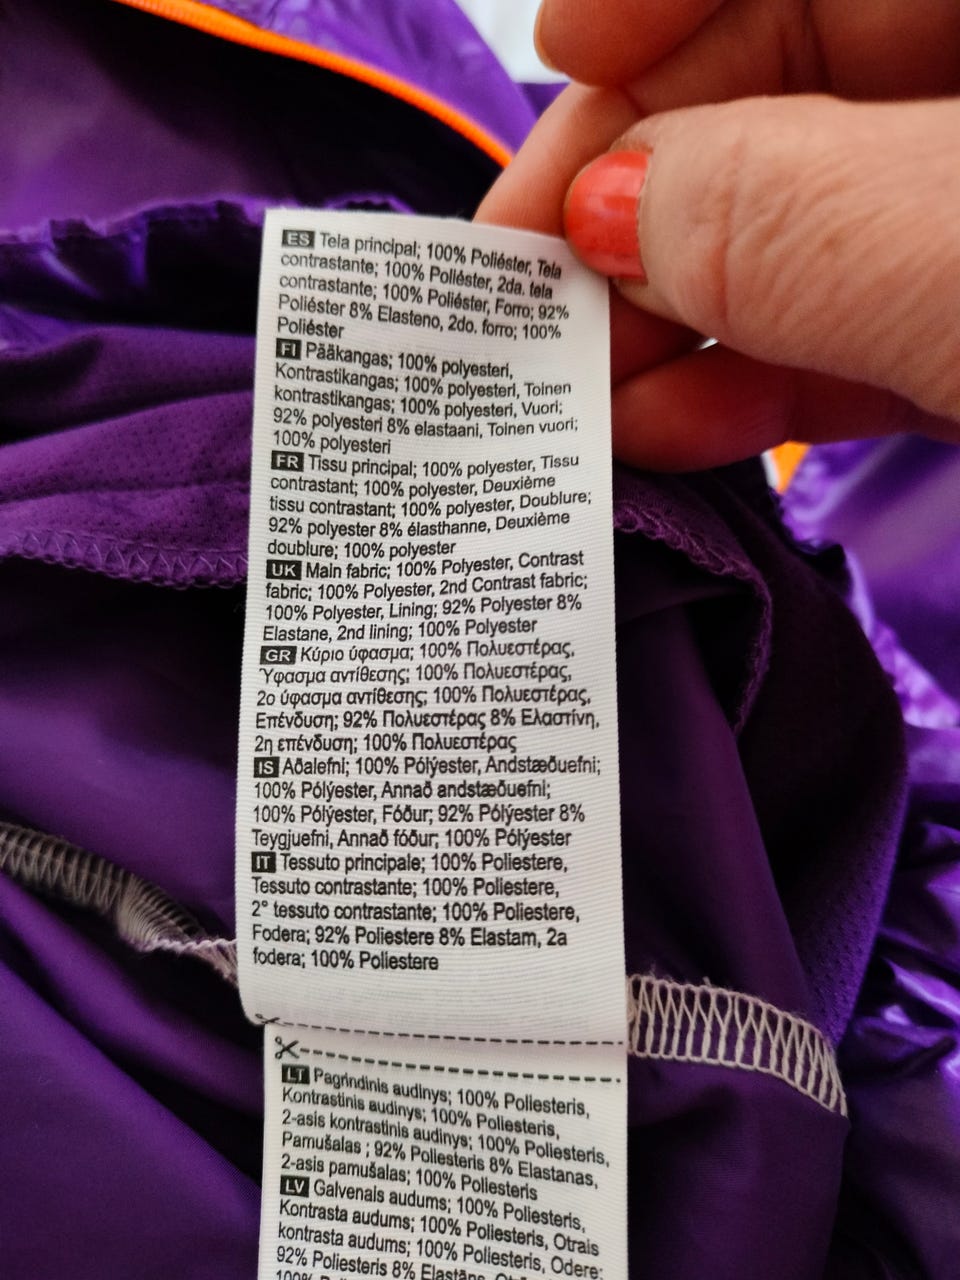 ES Tela principal; 100% Poliéster, Tela
contrastante; 100% Poliéster, 2da. tela
contrastante; 100% Poliéster, Forro; 92%
Poliéster 8% Elasteno, 2do. forro; 100%
Poliéster
FI Pääkangas; 100% polyesteri,
Kontrastikangas; 100% polyesteri, Toinen
kontrastikangas; 100% polyesteri, Vuori;
92% polyesteri 8% elastaani, Toinen vuori;
100% polyesteri
FR Tissu principal; 100% polyester, Tissu
contrastant; 100% polyester, Deuxième
tissu contrastant; 100% polyester, Doublure;
92% polyester 8% élasthanne, Deuxième
doublure; 100% polyester
UK Main fabric; 100% Polyester, Contrast
fabric; 100% Polyester, 2nd Contrast fabric;
100% Polyester, Lining; 92% Polyester 8%
Elastane, 2nd lining; 100% Polyester
GR Κύριο ύφασμα; 100% Πολυεστέρας,
Ύφασμα αντίθεσης; 100% Πολυεστέρας,
2ο ύφασμα αντίθεσης; 100% Πολυεστέρας,
Επένδυση; 92% Πολυεστέρας 8% Ελαστίνη,
2η επένδυση; 100% Πολυεστέρας
IS Aðalefni; 100% Pólýester, Andstæðuefni;
100% Pólýester, Annað andstæðuefni;
100% Pólýester, Fóður; 92% Pólýester 8%
Teygjuefni, Annað fóður; 100% Pólýester
IT Tessuto principale; 100% Poliestere,
Tessuto contrastante; 100% Poliestere,
2° tessuto contrastante; 100% Poliestere,
Fodera; 92% Poliestere 8% Elastam, 2a
fodera; 100% Poliestere
LT Pagrindinis audinys; 100% Poliesteris,
Kontrastinis audinys; 100% Poliesteris,
2-asis kontrastinis audinys; 100% Poliesteris,
Pamušalas ; 92% Poliesteris 8% Elastanas,
2-asis pamušalas; 100% Poliesteris
LV Galvenais audums; 100% Poliesteris,
Kontrasta audums; 100% Poliesteris, Otrais
kontrasta audums; 100% Poliesteris, Odere;
92% Poliesteris 8% Elastāns,
100%